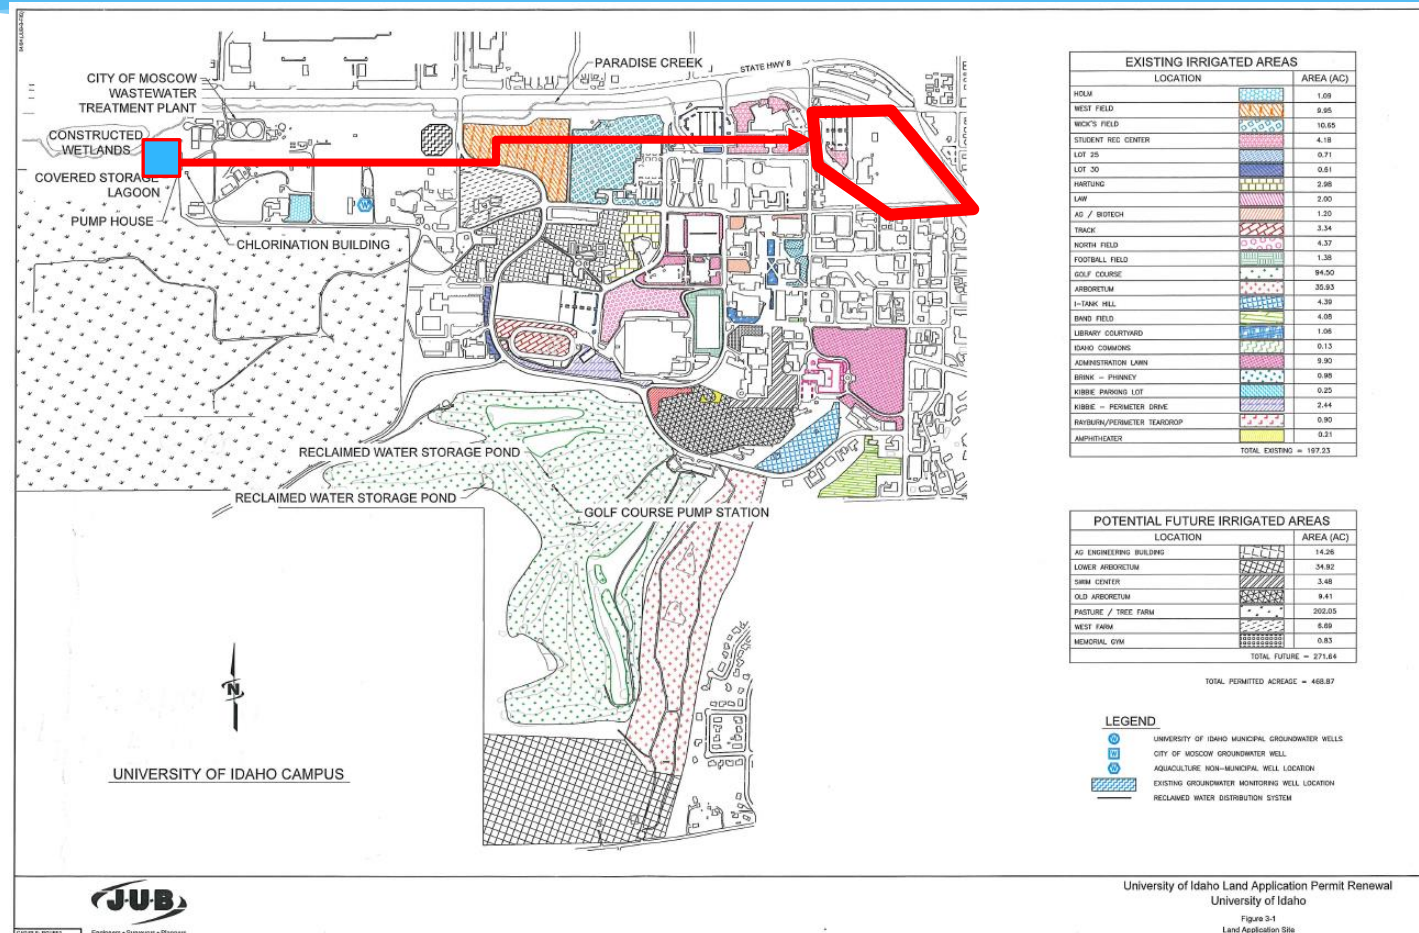 PARADISE CREEK
STATE HWY 8
CITY OF MOSCOW
WASTEWATER
TREATMENT PLANT
CONSTRUCTED
WETLANDS
COVERED STORAGE
LAGOON
PUMP HOUSE
CHLORINATION BUILDING
RECLAIMED WATER STORAGE POND
RECLAIMED WATER STORAGE POND
GOLF COURSE PUMP STATION
N
UNIVERSITY OF IDAHO CAMPUS
EXISTING IRRIGATED AREAS
LOCATION AREA (AC)
HOLM 1.09
WEST FIELD 9.95
WICK'S FIELD 10.65
STUDENT REC CENTER 4.18
LOT 25 0.71
LOT 30 0.61
HARTUNG 2.98
LAW 2.00
AG / BIOTECH 1.20
TRACK 3.34
NORTH FIELD 4.37
FOOTBALL FIELD 1.38
GOLF COURSE 94.50
ARBORETUM 35.93
I-TANK HILL 4.39
BAND FIELD 4.08
LIBRARY COURTYARD 1.06
IDAHO COMMONS 0.13
ADMINISTRATION LAWN 9.90
BRINK - PHINNEY 0.98
KIBBIE PARKING LOT 0.25
KIBBIE - PERIMETER DRIVE 2.44
RAYBURN/PERIMETER TEARDROP 0.90
AMPHITHEATER 0.21
TOTAL EXISTING = 197.23
POTENTIAL FUTURE IRRIGATED AREAS
LOCATION AREA (AC)
AG ENGINEERING BUILDING 14.26
LOWER ARBORETUM 34.92
SWIM CENTER 3.48
OLD ARBORETUM 9.41
PASTURE / TREE FARM 202.05
WEST FARM 6.69
MEMORIAL GYM 0.83
TOTAL FUTURE = 271.64
TOTAL PERMITTED ACREAGE = 468.87
LEGEND
UNIVERSITY OF IDAHO MUNICIPAL GROUNDWATER WELLS
CITY OF MOSCOW GROUNDWATER WELL
AQUACULTURE NON-MUNICIPAL WELL LOCATION
EXISTING GROUNDWATER MONITORING WELL LOCATION
RECLAIMED WATER DISTRIBUTION SYSTEM
J·U·B
Engineers • Surveyors • Planners
University of Idaho Land Application Permit Renewal
University of Idaho
Figure 3-1
Land Application Site